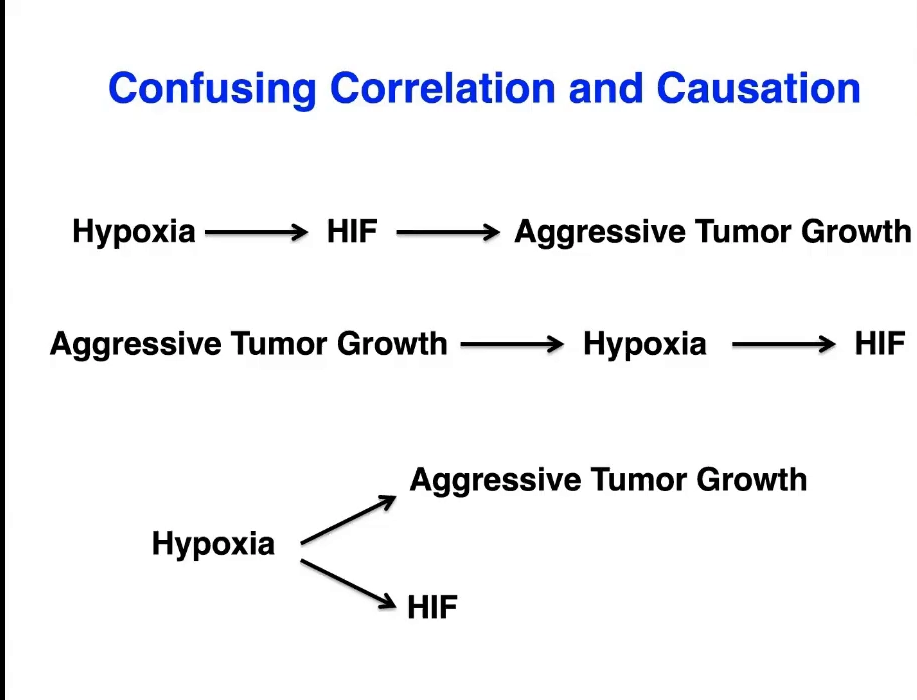 Confusing Correlation and Causation
Hypoxia HIF Aggressive Tumor Growth
Aggressive Tumor Growth Hypoxia HIF
Aggressive Tumor Growth
Hypoxia
HIF